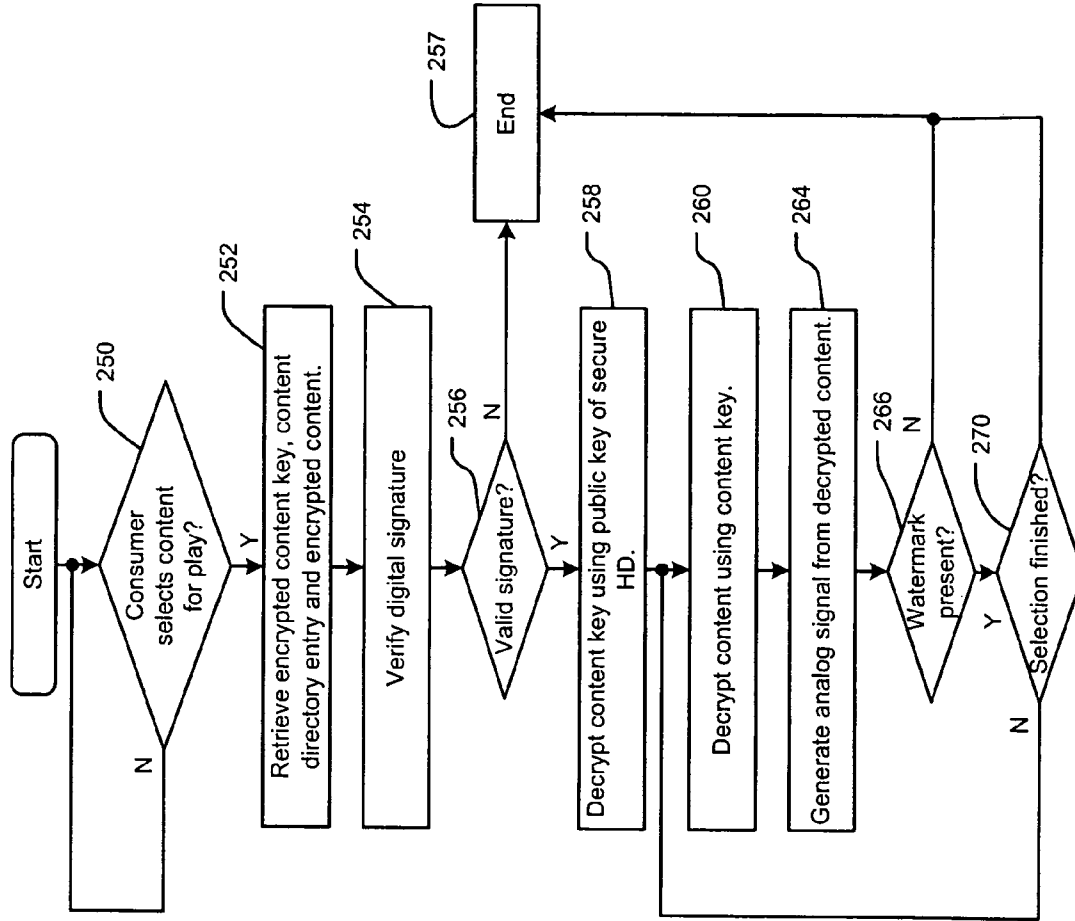 Start
250
Consumer
selects content
for play?
N
Y
252
Retrieve encrypted content key, content
directory entry and encrypted content.
254
Verify digital signature
256
Valid signature?
N
Y
257
End
258
Decrypt content key using public key of secure
HD.
260
Decrypt content using content key.
264
Generate analog signal from decrypted content.
266
Watermark
present?
N
Y
270
Selection finished?
N